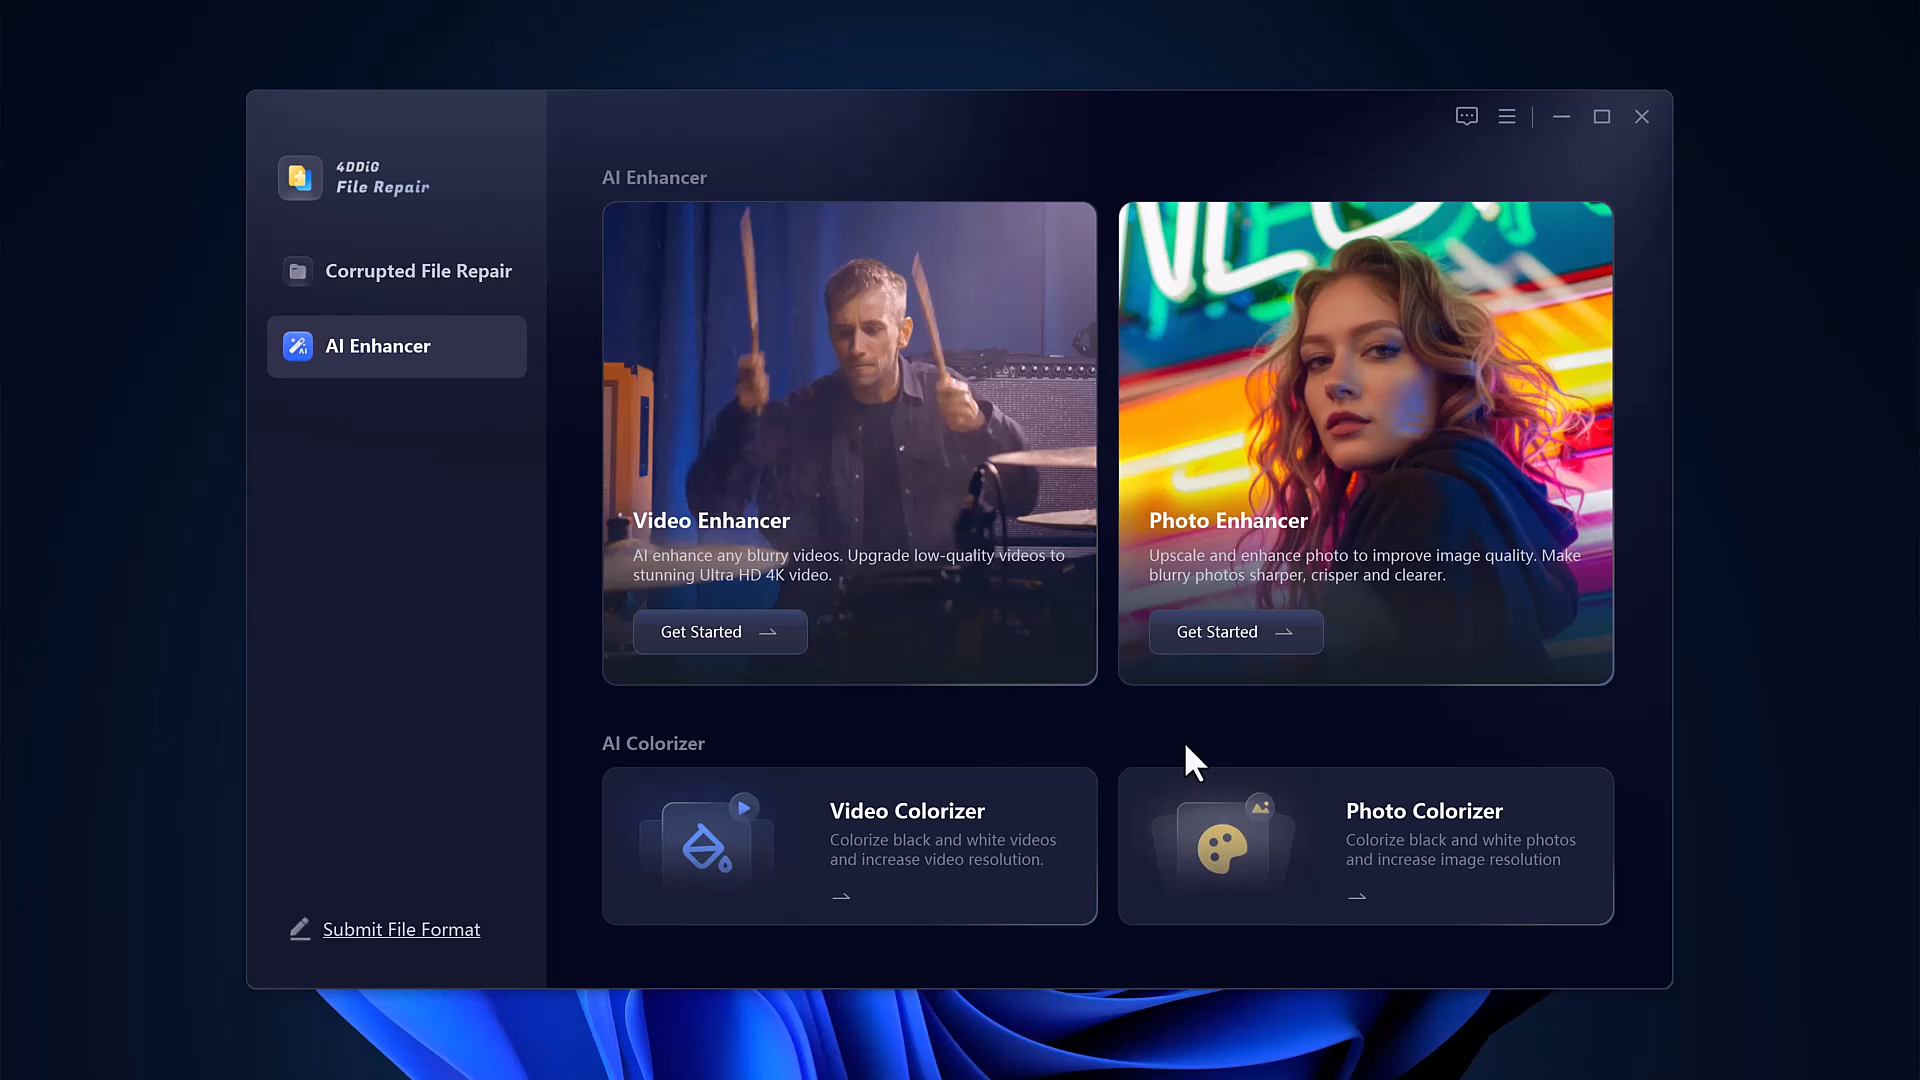 4DDiG
File Repair
Corrupted File Repair
AI Enhancer
Submit File Format
AI Enhancer
Video Enhancer
AI enhance any blurry videos. Upgrade low-quality videos to
stunning Ultra HD 4K video.
Get Started
Photo Enhancer
Upscale and enhance photo to improve image quality. Make
blurry photos sharper, crisper and clearer.
Get Started
AI Colorizer
Video Colorizer
Colorize black and white videos
and increase video resolution.
Photo Colorizer
Colorize black and white photos
and increase image resolution